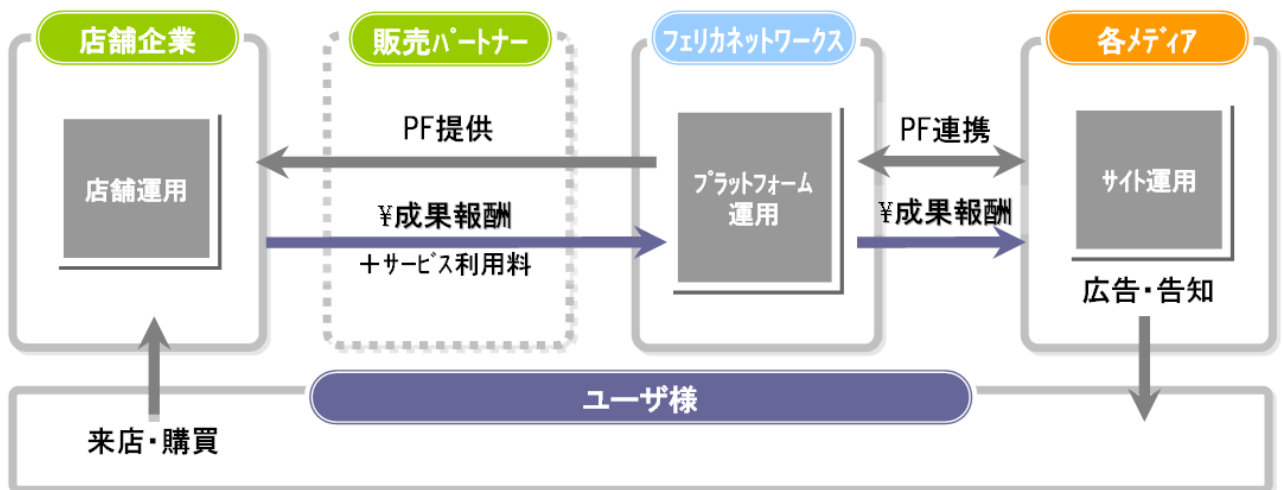 店舗企業
販売ﾊﾟｰﾄﾅｰ
ﾌｪﾘｶﾈｯﾄﾜｰｸｽ
各ﾒﾃﾞｨｱ
PF提供
PF連携
店舗運用
ﾌﾟﾗｯﾄﾌｫｰﾑ
運用
ｻｲﾄ運用
¥成果報酬
¥成果報酬
＋ｻｰﾋﾞｽ利用料
広告・告知
ユーザ様
来店・購買